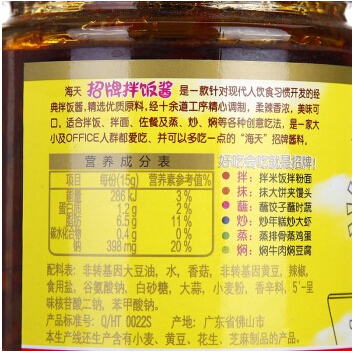 海天 招牌拌饭酱 是一款针对现代人饮食习惯开发的经
典拌饭酱,精选优质原料,经十余道工序精心调制,柔辣香浓,美味可
口,适合拌饭、拌面、佐餐及蒸、炒、焖等各种创意吃法,是一家大
小及OFFICE人群都爱吃、并可以多吃一点的“海天”招牌酱料。
营养成分表
好吃会吃就是招牌!
项目 每份(15g) 营养素参考值%
能量 286 kJ 3 %
蛋白质 1.2 g 2 %
脂肪 6.5 g 11 %
碳水化合物 0.4 g 0 %
钠 398 mg 20 %
拌:拌米饭拌粉面
抹:抹大饼夹馒头
蘸:蘸饺子蘸时蔬
炒:炒年糕炒大虾
蒸:蒸排骨蒸鸡蛋
焖:焖牛肉焖豆腐
配料表:非转基因大豆油,水,香菇,非转基因黄豆,辣椒,
食用盐,谷氨酸钠,白砂糖,大蒜,小麦粉,香辛料,5'-呈
味核苷酸二钠,苯甲酸钠。
产品标准号:Q/HT 0022S 产地:广东省佛山市
本生产线还生产含有小麦、黄豆、花生、芝麻制品的产品。